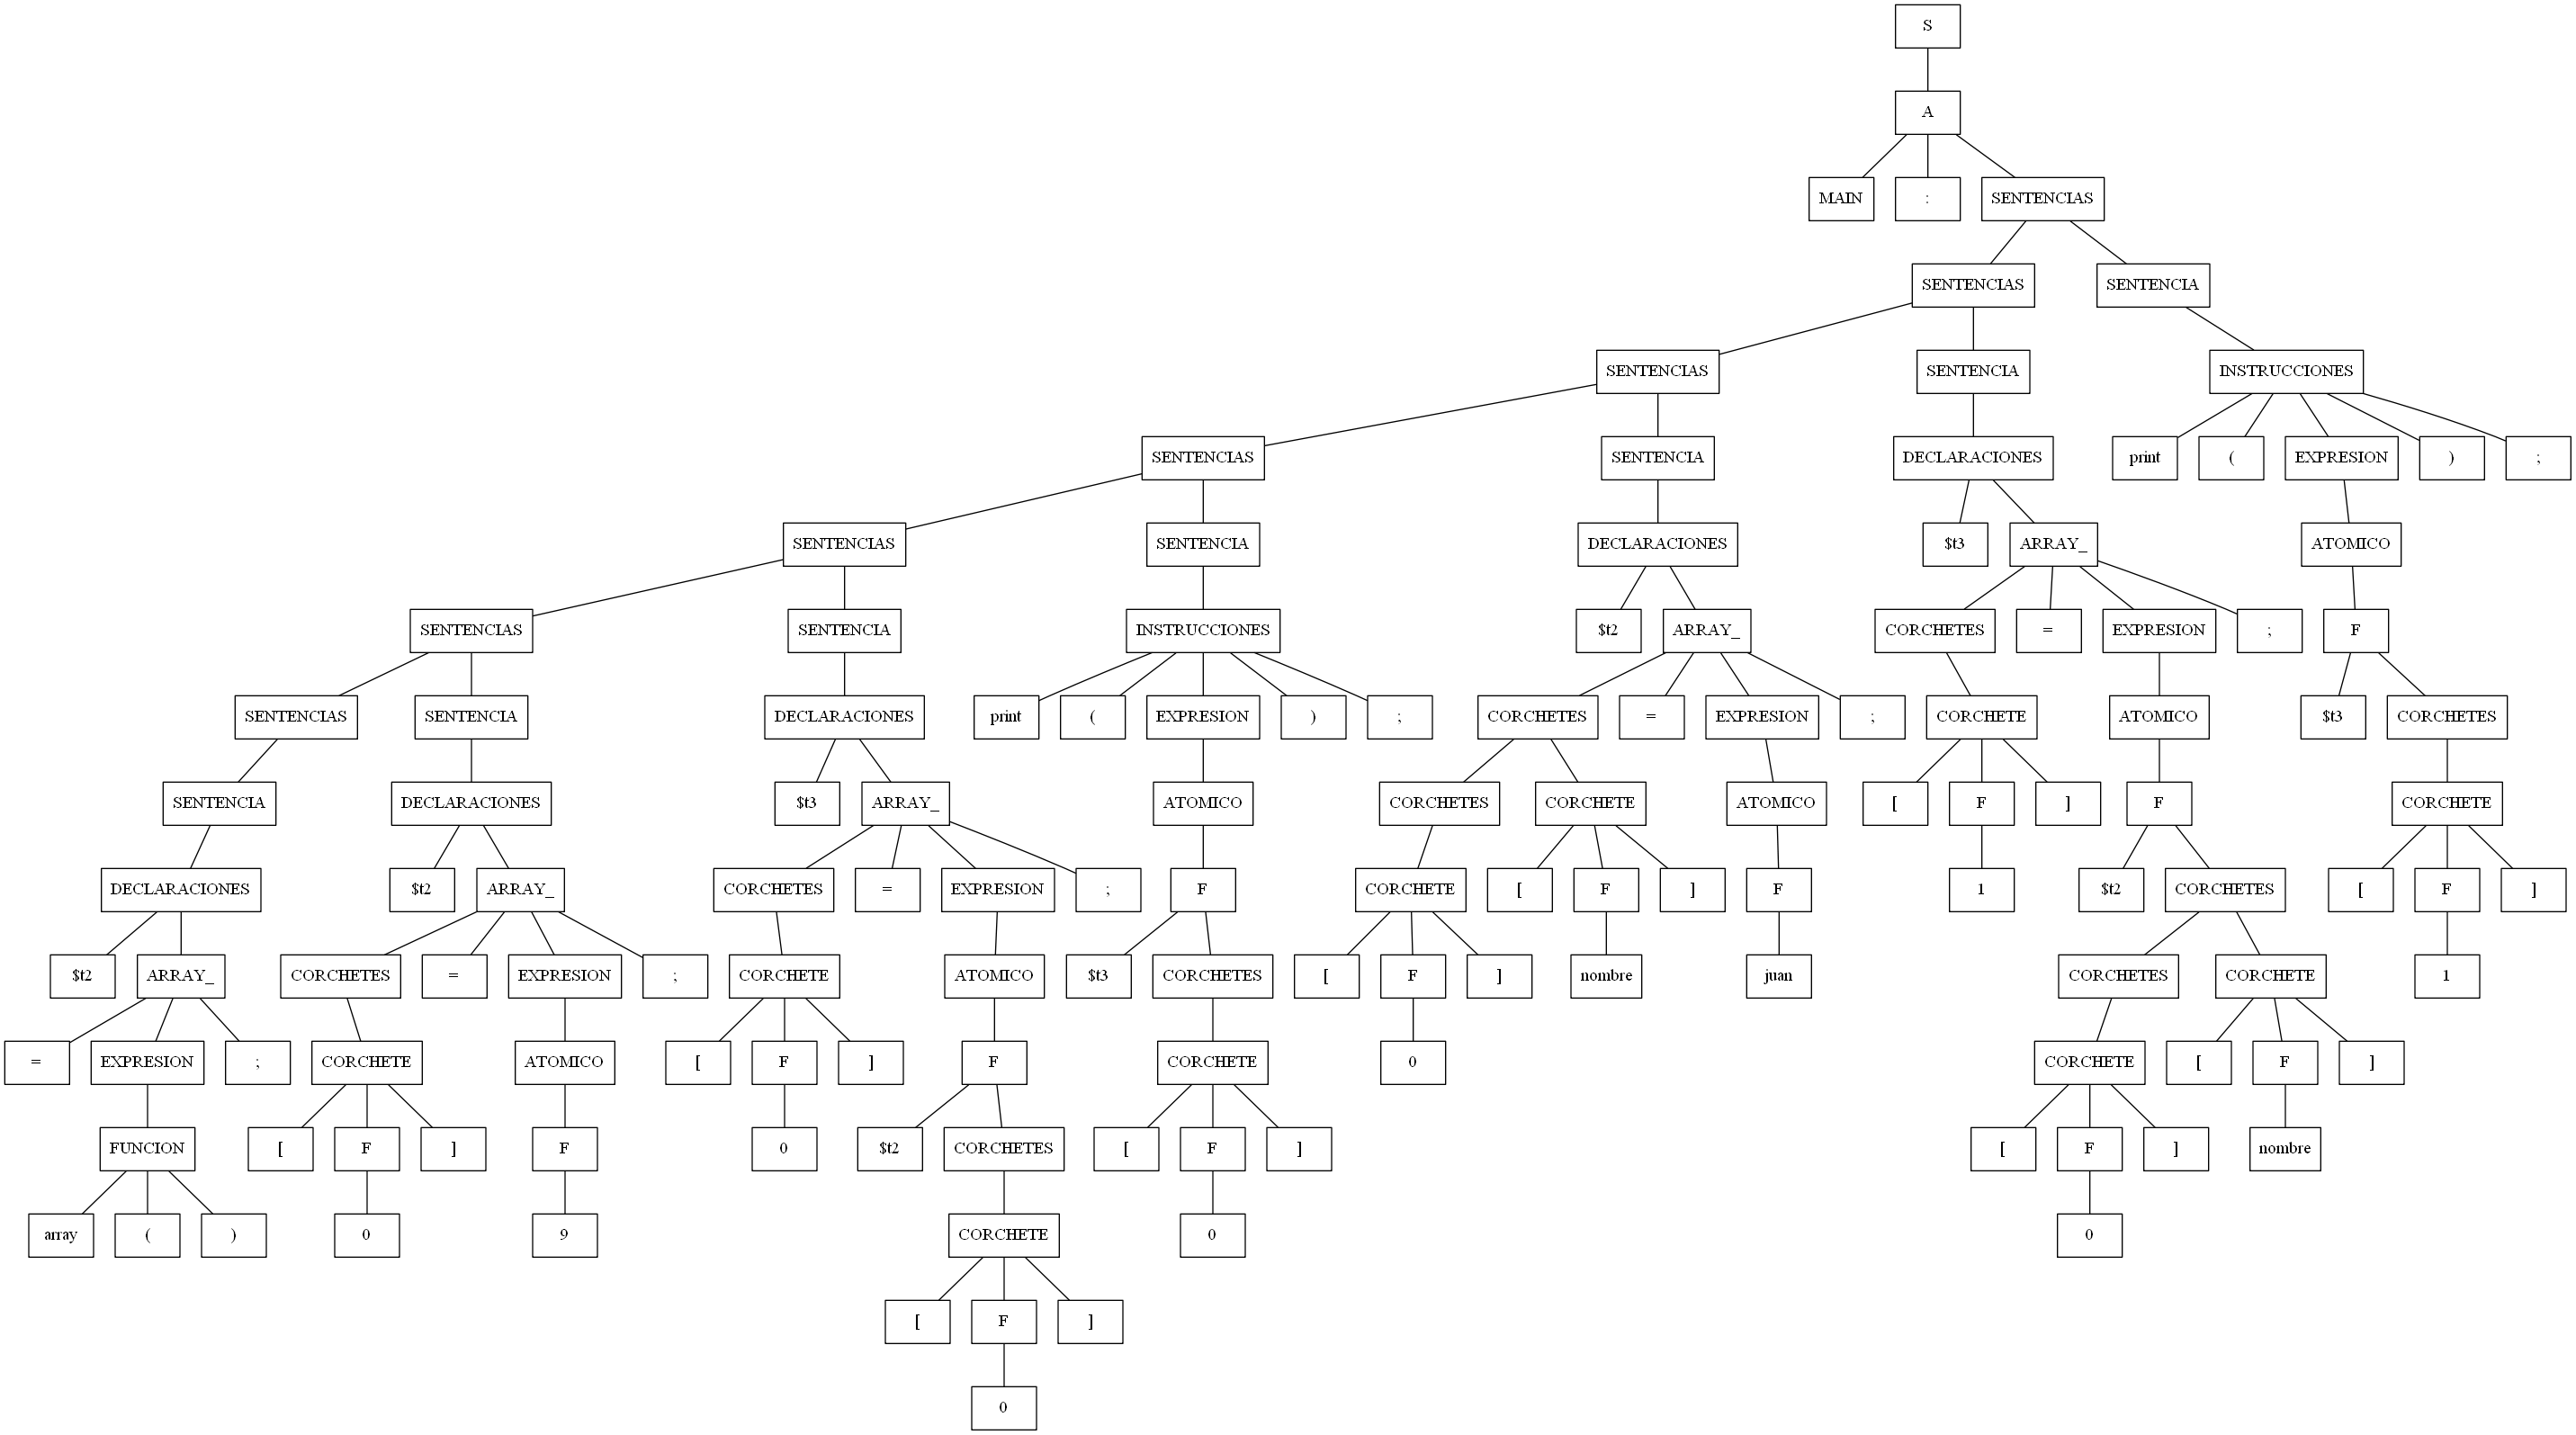 S
A
MAIN : SENTENCIAS
SENTENCIAS SENTENCIA
SENTENCIAS SENTENCIA INSTRUCCIONES
SENTENCIAS SENTENCIA DECLARACIONES print ( EXPRESION ) ;
SENTENCIAS SENTENCIA DECLARACIONES $t3 ARRAY_ ATOMICO
SENTENCIAS SENTENCIA INSTRUCCIONES $t2 ARRAY_ CORCHETES = EXPRESION ; F
SENTENCIAS SENTENCIA DECLARACIONES print ( EXPRESION ) ; CORCHETES = EXPRESION ; CORCHETE ATOMICO $t3 CORCHETES
SENTENCIA DECLARACIONES $t3 ARRAY_ ATOMICO CORCHETES CORCHETE ATOMICO [ F ] F CORCHETE
DECLARACIONES $t2 ARRAY_ CORCHETES = EXPRESION ; F CORCHETE [ F ] F 1 $t2 CORCHETES [ F ]
$t2 ARRAY_ CORCHETES = EXPRESION ; CORCHETE ATOMICO $t3 CORCHETES [ F ] nombre juan CORCHETES CORCHETE 1
= EXPRESION ; CORCHETE ATOMICO [ F ] F CORCHETE 0 CORCHETE [ F ]
FUNCION [ F ] F 0 $t2 CORCHETES [ F ] [ F ] nombre
array ( ) 0 9 CORCHETE 0 0
[ F ]
0